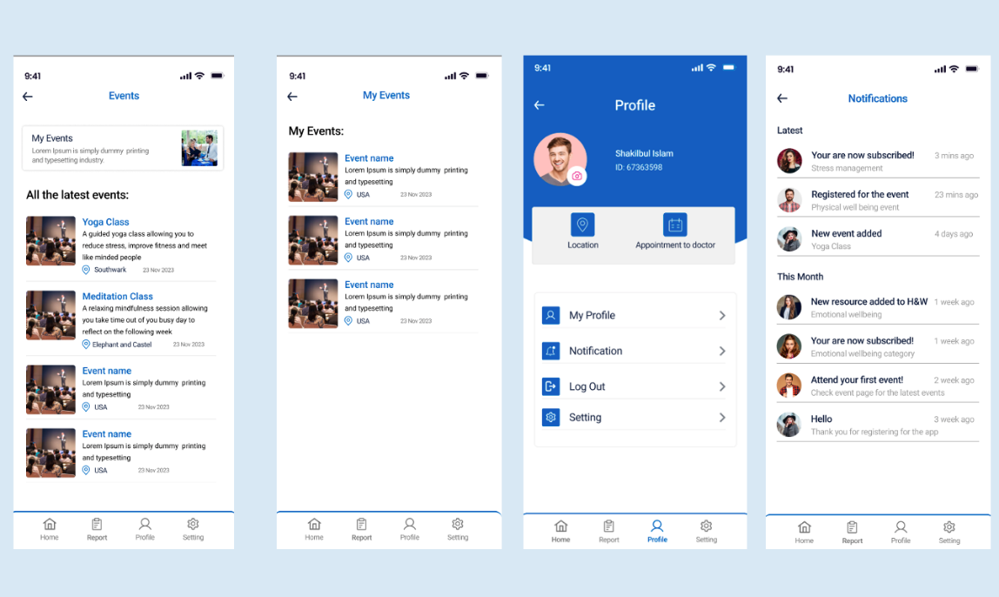 9:41
Events
My Events
Lorem Ipsum is simply dummy printing
and typesetting industry.
All the latest events:
Yoga Class
A guided yoga class allowing you to
reduce stress, improve fitness and meet
like minded people
Southwark 23 Nov 2023
Meditation Class
A relaxing mindfulness session allowing
you take time out of you busy day to
reflect on the following week
Elephant and Castel 23 Nov 2023
Event name
Lorem Ipsum is simply dummy printing
and typesetting
USA 23 Nov 2023
Event name
Lorem Ipsum is simply dummy printing
and typesetting
USA 23 Nov 2023
Home Report Profile Setting
9:41
My Events
My Events:
Event name
Lorem Ipsum is simply dummy printing
and typesetting
USA 23 Nov 2023
Event name
Lorem Ipsum is simply dummy printing
and typesetting
USA 23 Nov 2023
Event name
Lorem Ipsum is simply dummy printing
and typesetting
USA 23 Nov 2023
Home Report Profile Setting
9:41
Profile
Shakilbul Islam
ID: 67363598
Location Appointment to doctor
My Profile
Notification
Log Out
Setting
Home Report Profile Setting
9:41
Notifications
Latest
Your are now subscribed! 3 mins ago
Stress management
Registered for the event 23 mins ago
Physical well being event
New event added 4 days ago
Yoga Class
This Month
New resource added to H&W 1 week ago
Emotional wellbeing
Your are now subscribed! 1 week ago
Emotional wellbeing category
Attend your first event! 2 week ago
Check event page for the latest events
Hello 3 week ago
Thank you for registering for the app
Home Report Profile Setting